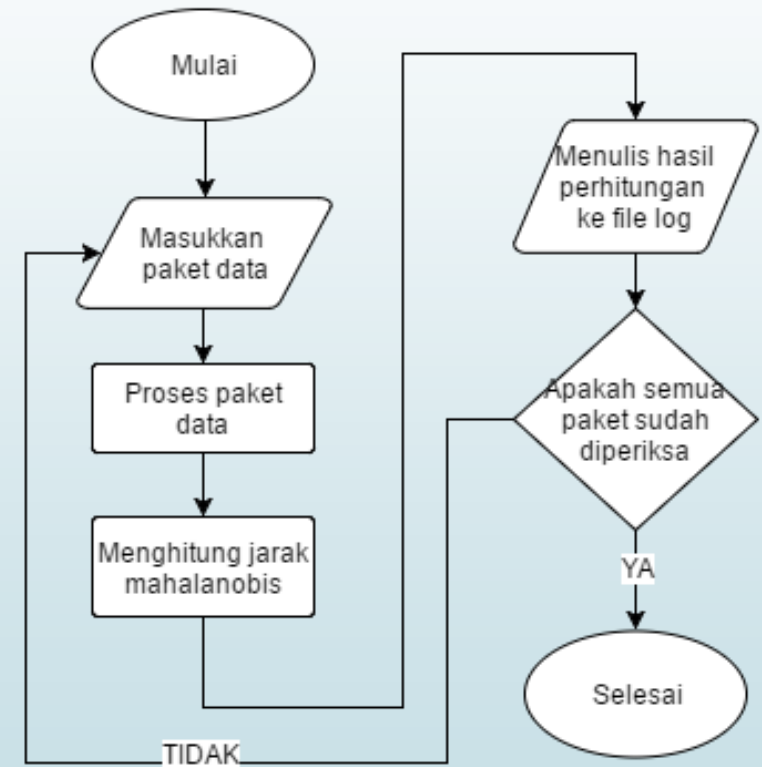 Mulai
Masukkan
paket data
Proses paket
data
Menghitung jarak
mahalanobis
Menulis hasil
perhitungan
ke file log
Apakah semua
paket sudah
diperiksa
YA
Selesai
TIDAK